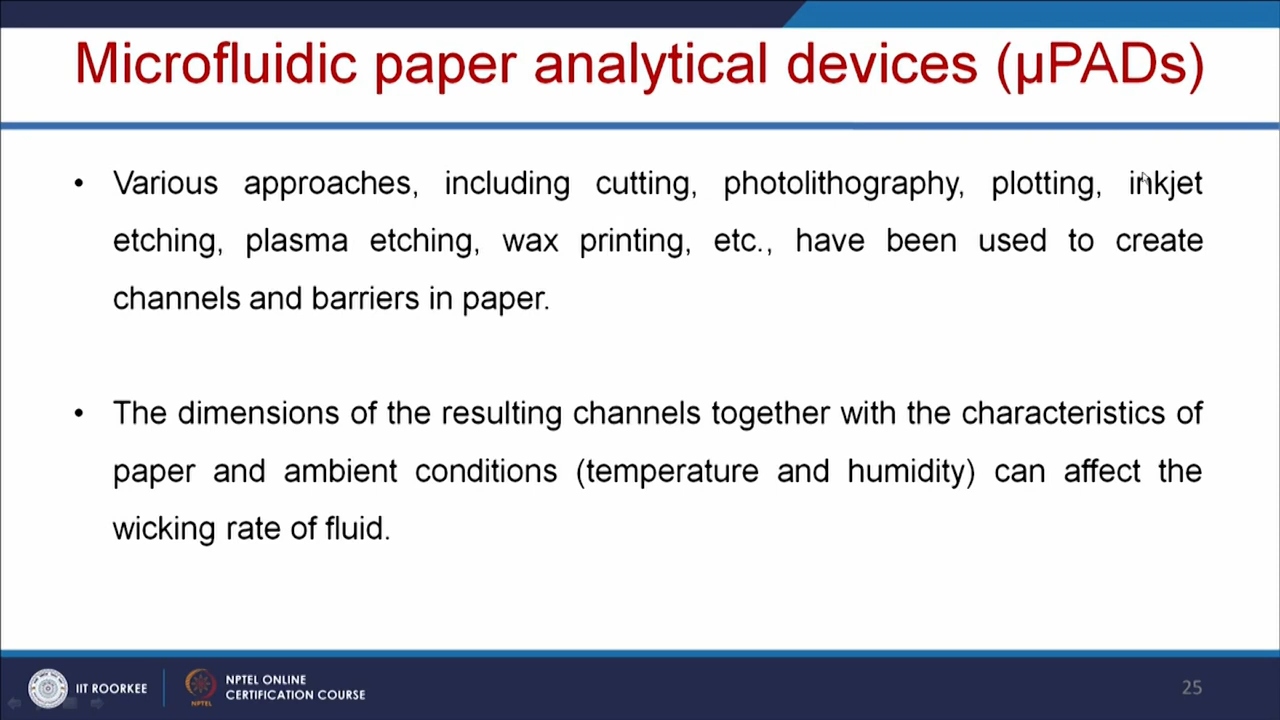 Microfluidic paper analytical devices (µPADs)
• Various approaches, including cutting, photolithography, plotting, inkjet
etching, plasma etching, wax printing, etc., have been used to create
channels and barriers in paper.
• The dimensions of the resulting channels together with the characteristics of
paper and ambient conditions (temperature and humidity) can affect the
wicking rate of fluid.
IIT ROORKEE
NPTEL
NPTEL ONLINE
CERTIFICATION COURSE
25